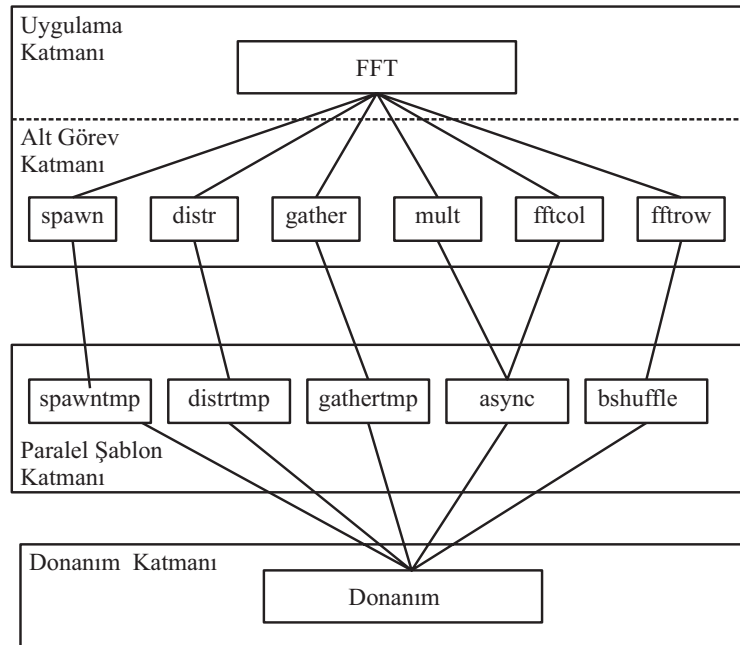 Uygulama
Katmanı
FFT
Alt Görev
Katmanı
spawn distr gather mult fftcol fftrow
spawntmp distrtmp gathertmp async bshuffle
Paralel Şablon
Katmanı
Donanım Katmanı
Donanım